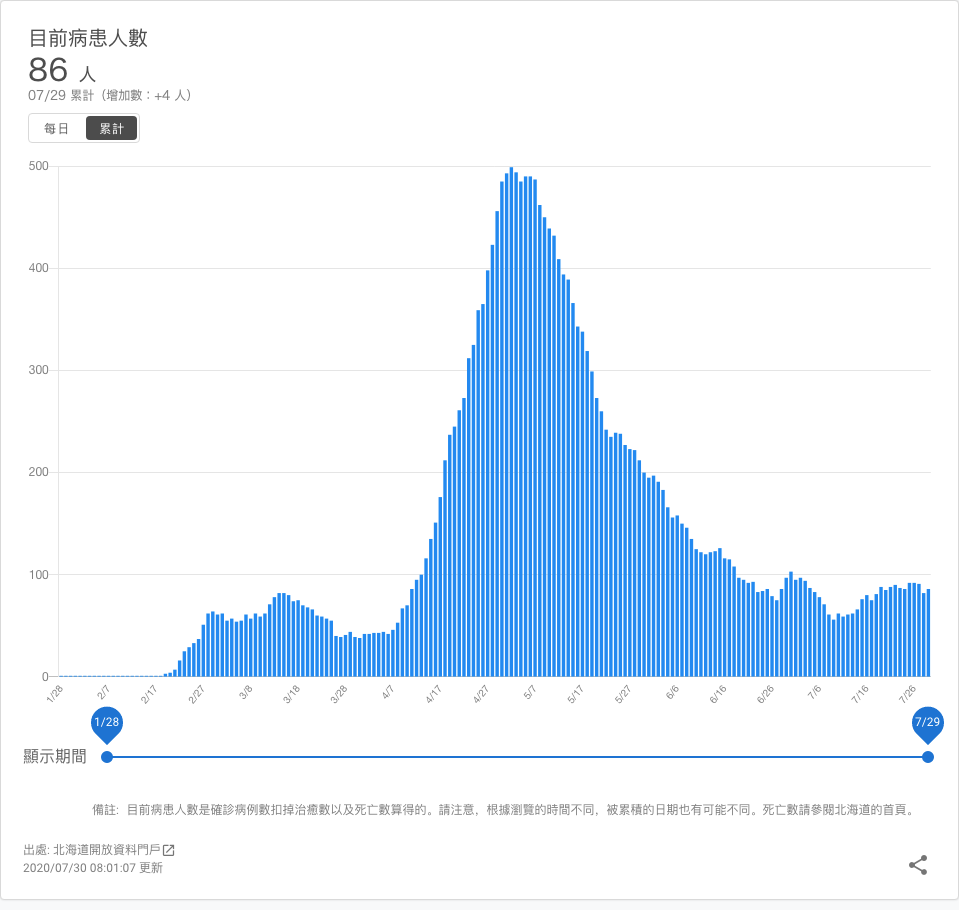 目前病患人數
86 人
07/29 累計（增加數：+4 人）
每日 累計
500
400
300
200
100
0
1/28 2/7 2/17 2/27 3/8 3/18 3/28 4/7 4/17 4/27 5/7 5/17 5/27 6/6 6/16 6/26 7/6 7/16 7/26
1/28 7/29
顯示期間
備註: 目前病患人數是確診病例數扣掉治癒數以及死亡數算得的。請注意，根據瀏覽的時間不同，被累積的日期也有可能不同。死亡數請參閱北海道的首頁。
出處: 北海道開放資料門戶
2020/07/30 08:01:07 更新